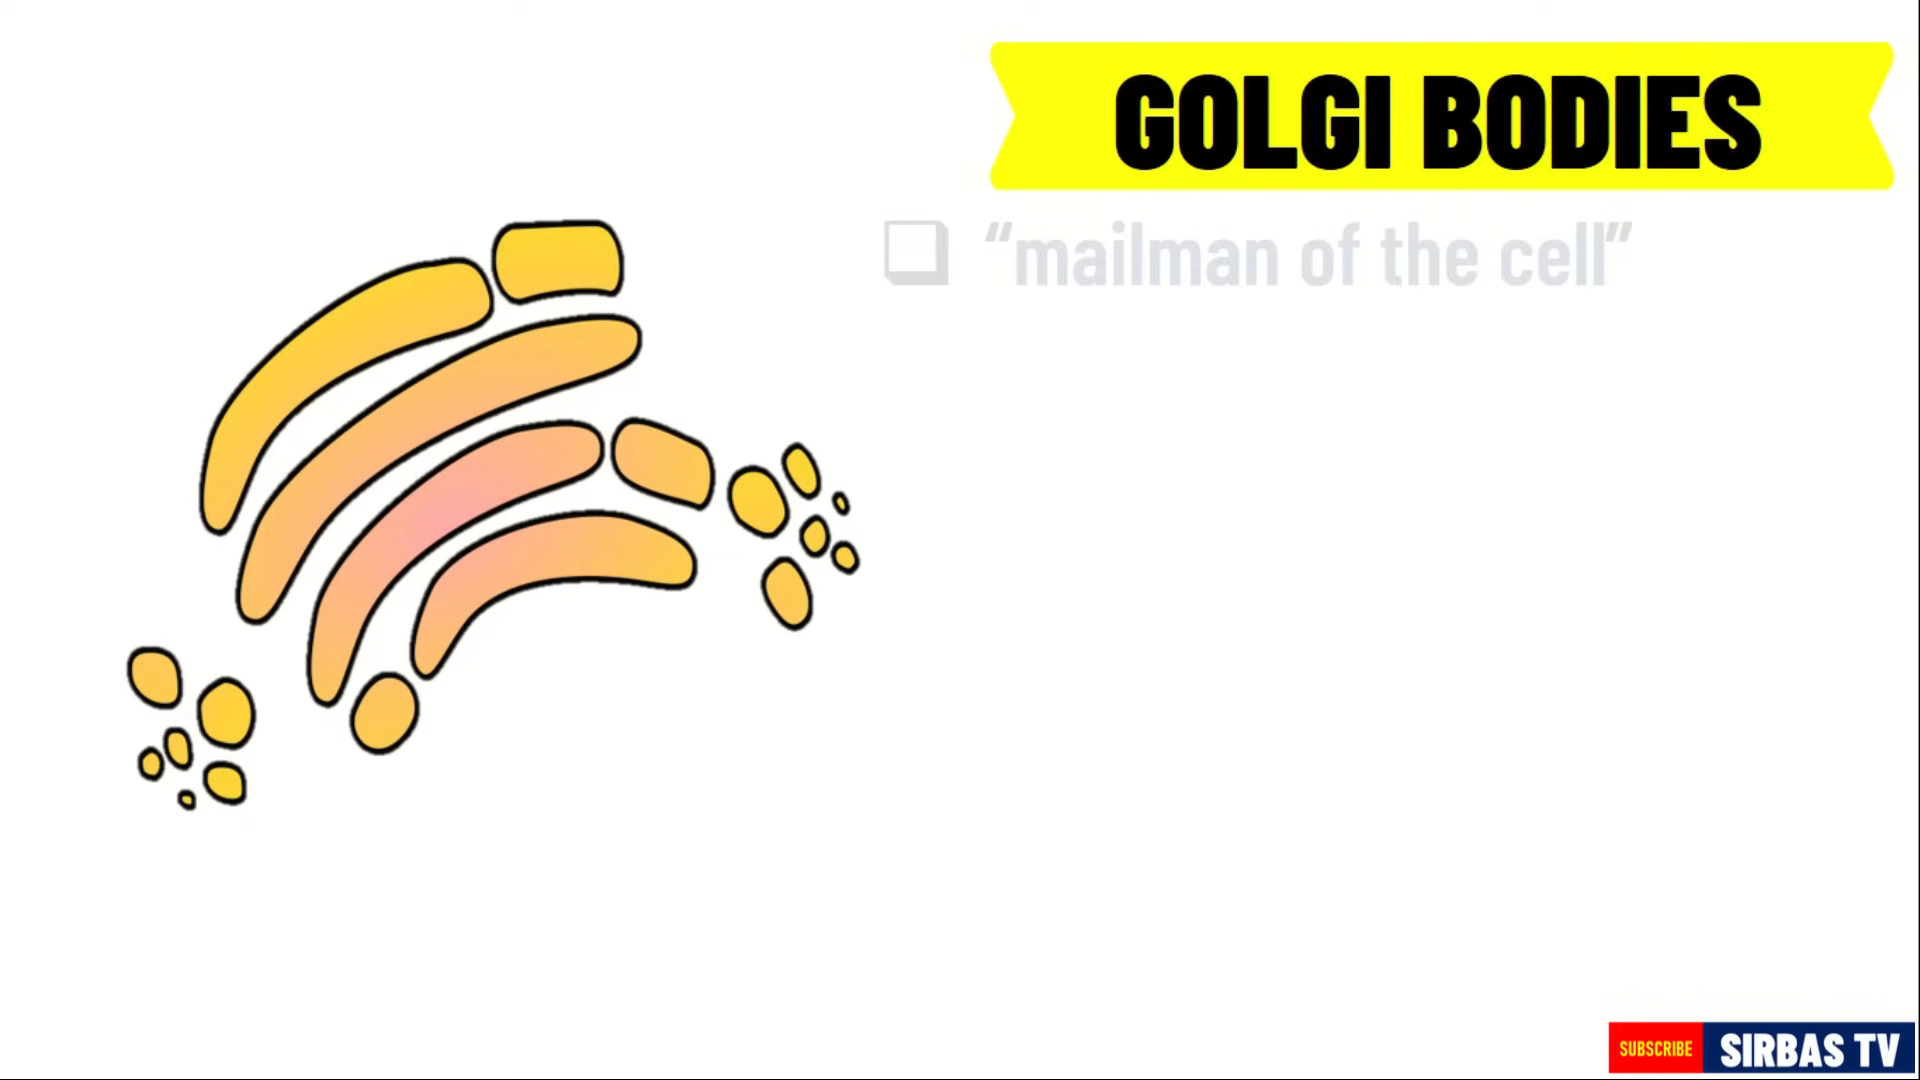 GOLGI BODIES
“mailman of the cell”
SUBSCRIBE SIRBAS TV